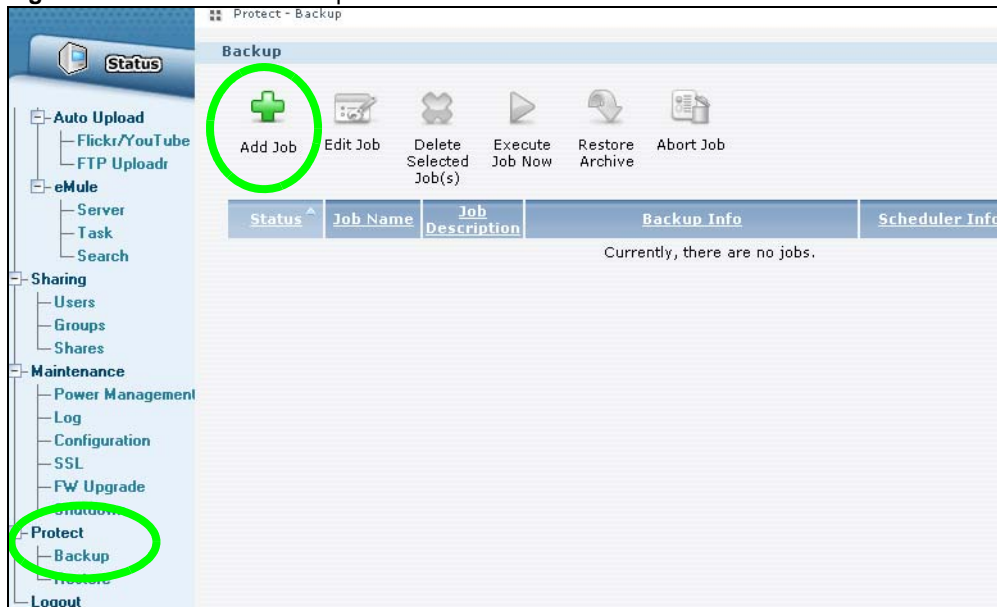 Protect - Backup
Status
Backup
Add Job
Edit Job
Delete
Selected
Job(s)
Execute
Job Now
Restore
Archive
Abort Job
Status
Job Name
Job
Description
Backup Info
Scheduler Info
Currently, there are no jobs.
Auto Upload
Flickr/YouTube
FTP Uploadr
eMule
Server
Task
Search
Sharing
Users
Groups
Shares
Maintenance
Power Management
Log
Configuration
SSL
FW Upgrade
Shutdown
Protect
Backup
Restore
Logout